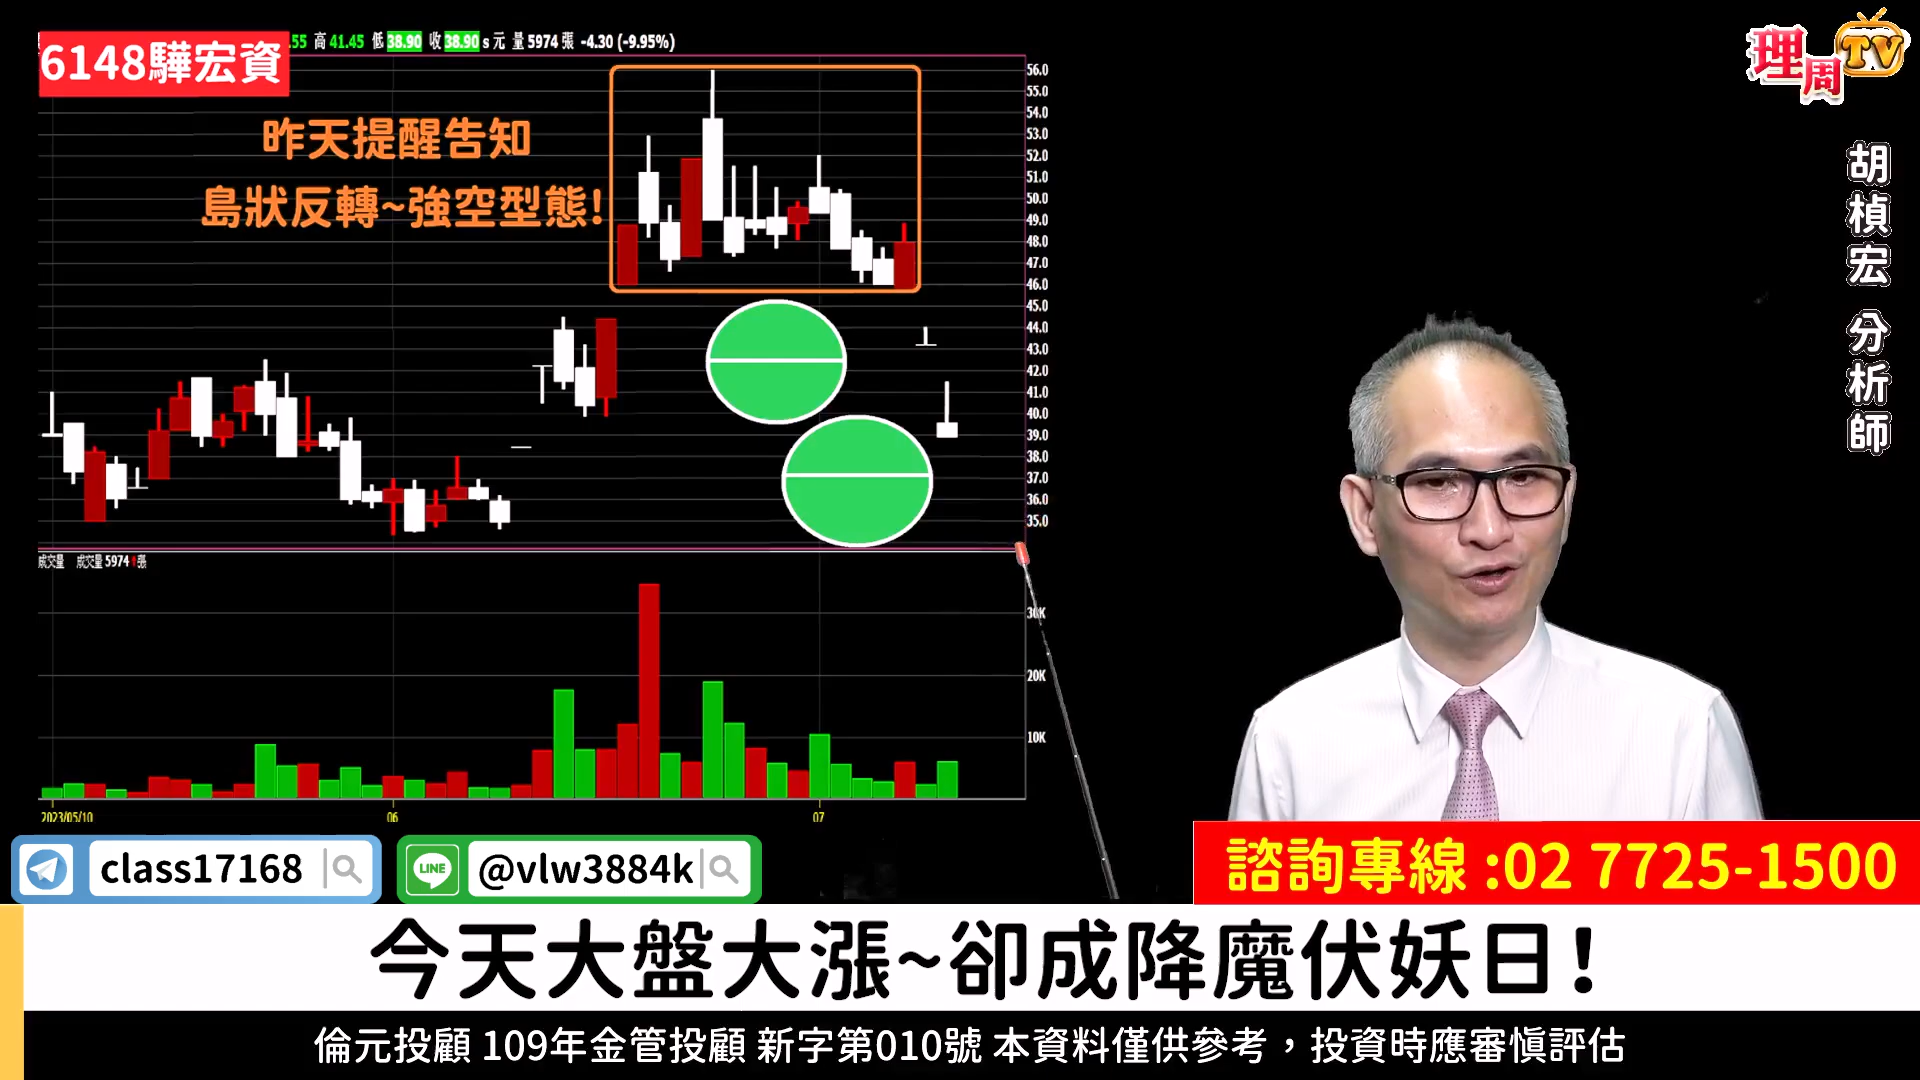 6148驊宏資
.55 高 41.45 低 38.90 收 38.90 s元 量 5974 張 -4.30 (-9.95%)
理周TV
胡楨宏 分析師
昨天提醒告知
島狀反轉~強空型態!
56.0
55.0
54.0
53.0
52.0
51.0
50.0
49.0
48.0
47.0
46.0
45.0
44.0
43.0
42.0
41.0
40.0
39.0
38.0
37.0
36.0
35.0
成交量 成交量 5974 張
30K
20K
10K
2023/05/10
06
07
class17168
LINE
@vlw3884k
諮詢專線 :02 7725-1500
今天大盤大漲~卻成降魔伏妖日!
倫元投顧 109年金管投顧 新字第010號 本資料僅供參考，投資時應審慎評估